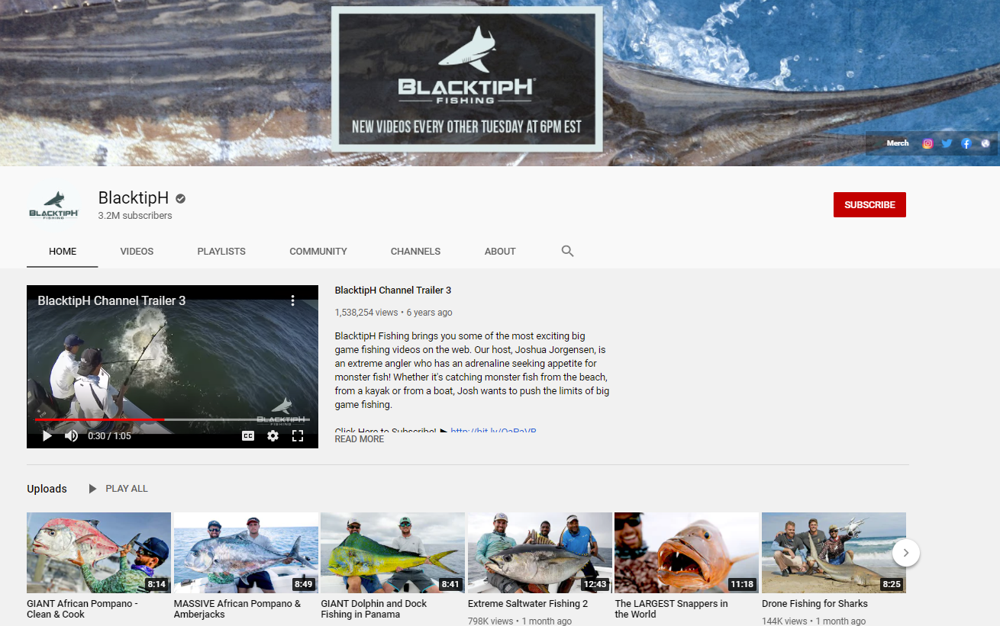 BLACKTIPH®
FISHING
NEW VIDEOS EVERY OTHER TUESDAY AT 6PM EST
Merch
BLACKTIPH
FISHING
BlacktipH
3.2M subscribers
SUBSCRIBE
HOME VIDEOS PLAYLISTS COMMUNITY CHANNELS ABOUT
BlacktipH Channel Trailer 3
BLACKTIPH
FISHING
0:30 / 1:05
CC
BlacktipH Channel Trailer 3
1,538,254 views • 6 years ago
BlacktipH Fishing brings you some of the most exciting big
game fishing videos on the web. Our host, Joshua Jorgensen, is
an extreme angler who has an adrenaline seeking appetite for
monster fish! Whether it's catching monster fish from the beach,
from a kayak or from a boat, Josh wants to push the limits of big
game fishing.
Click Here to Subscribe! ▶
READ MORE
Uploads PLAY ALL
8:14
GIANT African Pompano -
Clean & Cook
8:49
MASSIVE African Pompano &
Amberjacks
8:41
GIANT Dolphin and Dock
Fishing in Panama
12:43
Extreme Saltwater Fishing 2
798K views • 1 month ago
11:18
The LARGEST Snappers in
the World
8:25
Drone Fishing for Sharks
144K views • 1 month ago